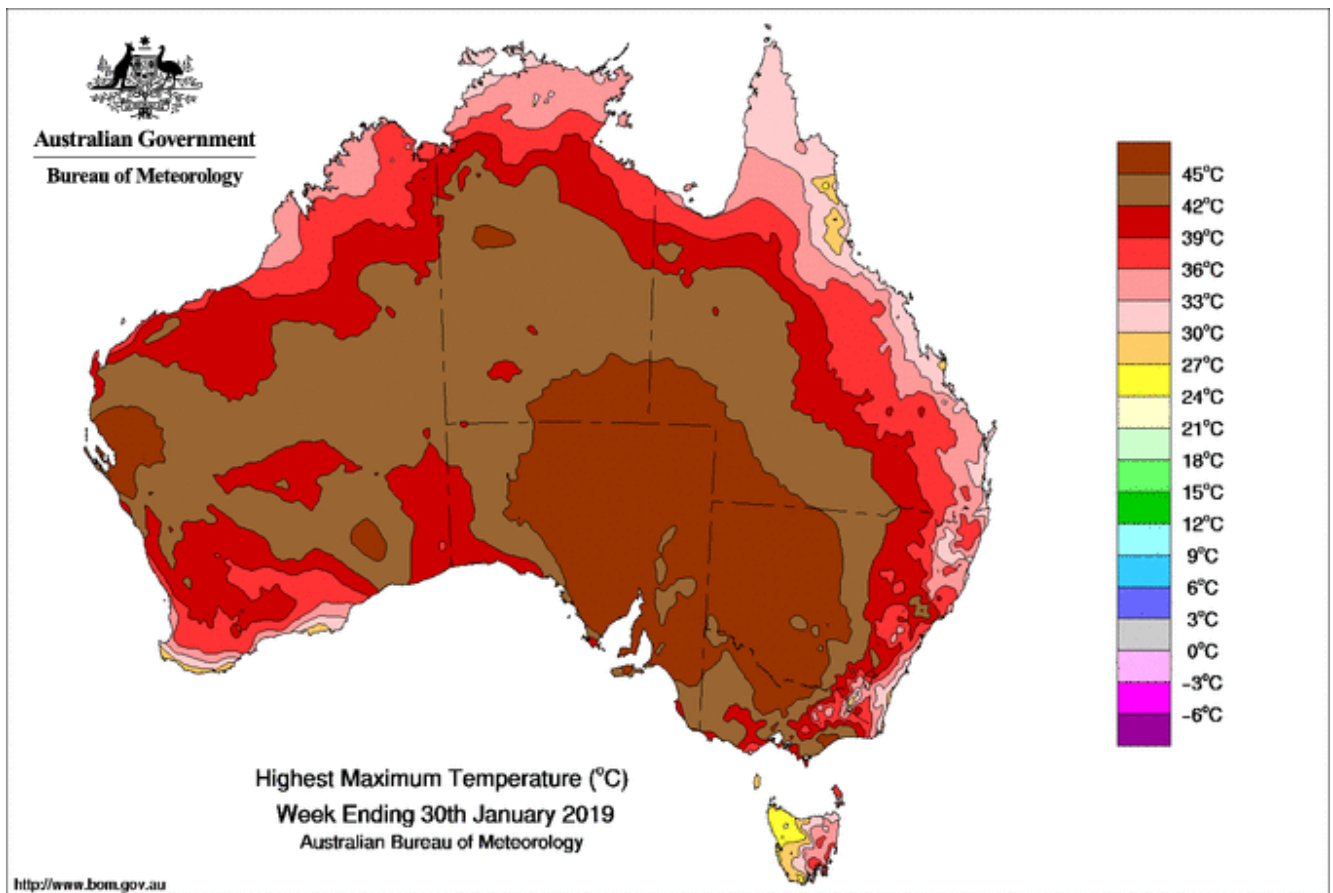 Australian Government
Bureau of Meteorology
45°C
42°C
39°C
36°C
33°C
30°C
27°C
24°C
21°C
18°C
15°C
12°C
9°C
6°C
3°C
0°C
-3°C
-6°C
Highest Maximum Temperature (°C)
Week Ending 30th January 2019
Australian Bureau of Meteorology
http://www.bom.gov.au